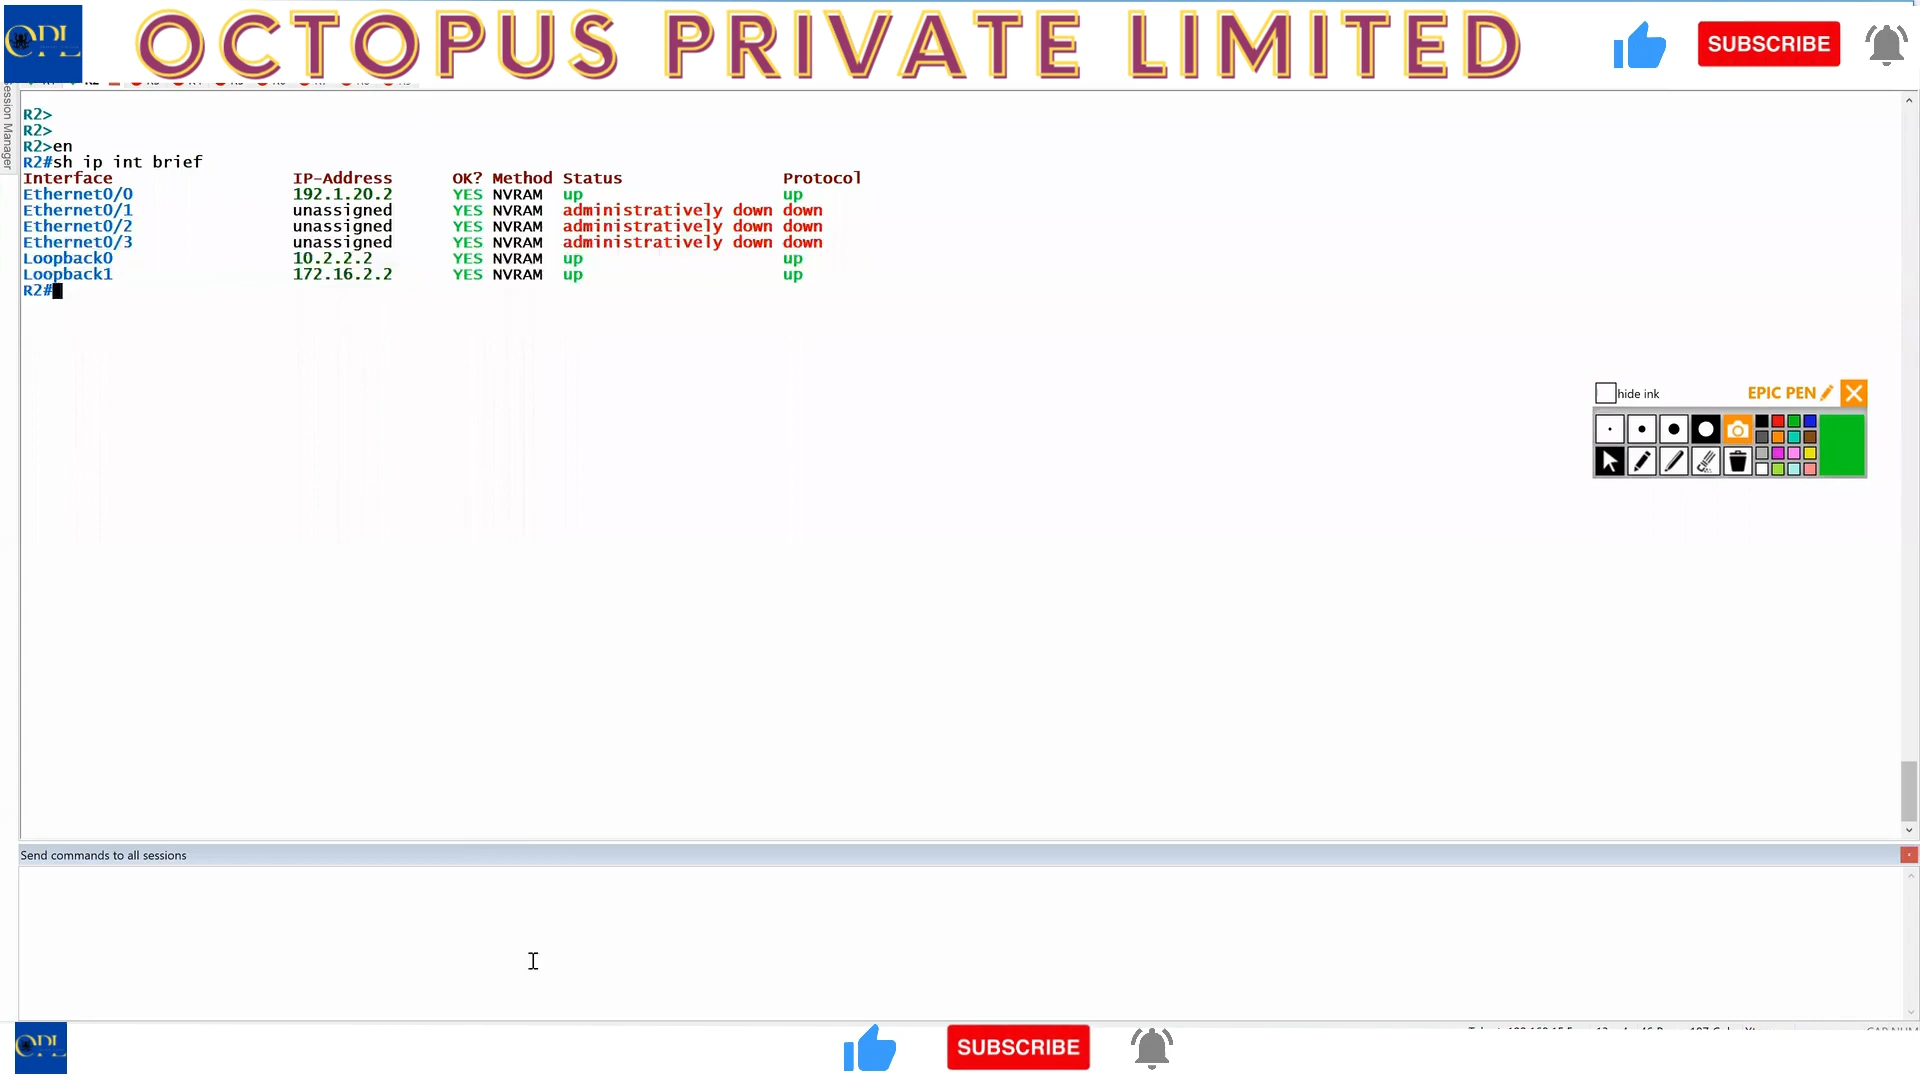 OPL OCTOPUS PRIVATE LIMITED SUBSCRIBE
ession Manager
R2>
R2>
R2>en
R2#sh ip int brief
Interface IP-Address OK? Method Status Protocol
Ethernet0/0 192.1.20.2 YES NVRAM up up
Ethernet0/1 unassigned YES NVRAM administratively down down
Ethernet0/2 unassigned YES NVRAM administratively down down
Ethernet0/3 unassigned YES NVRAM administratively down down
Loopback0 10.2.2.2 YES NVRAM up up
Loopback1 172.16.2.2 YES NVRAM up up
R2#
hide ink EPIC PEN
Send commands to all sessions
OPL SUBSCRIBE